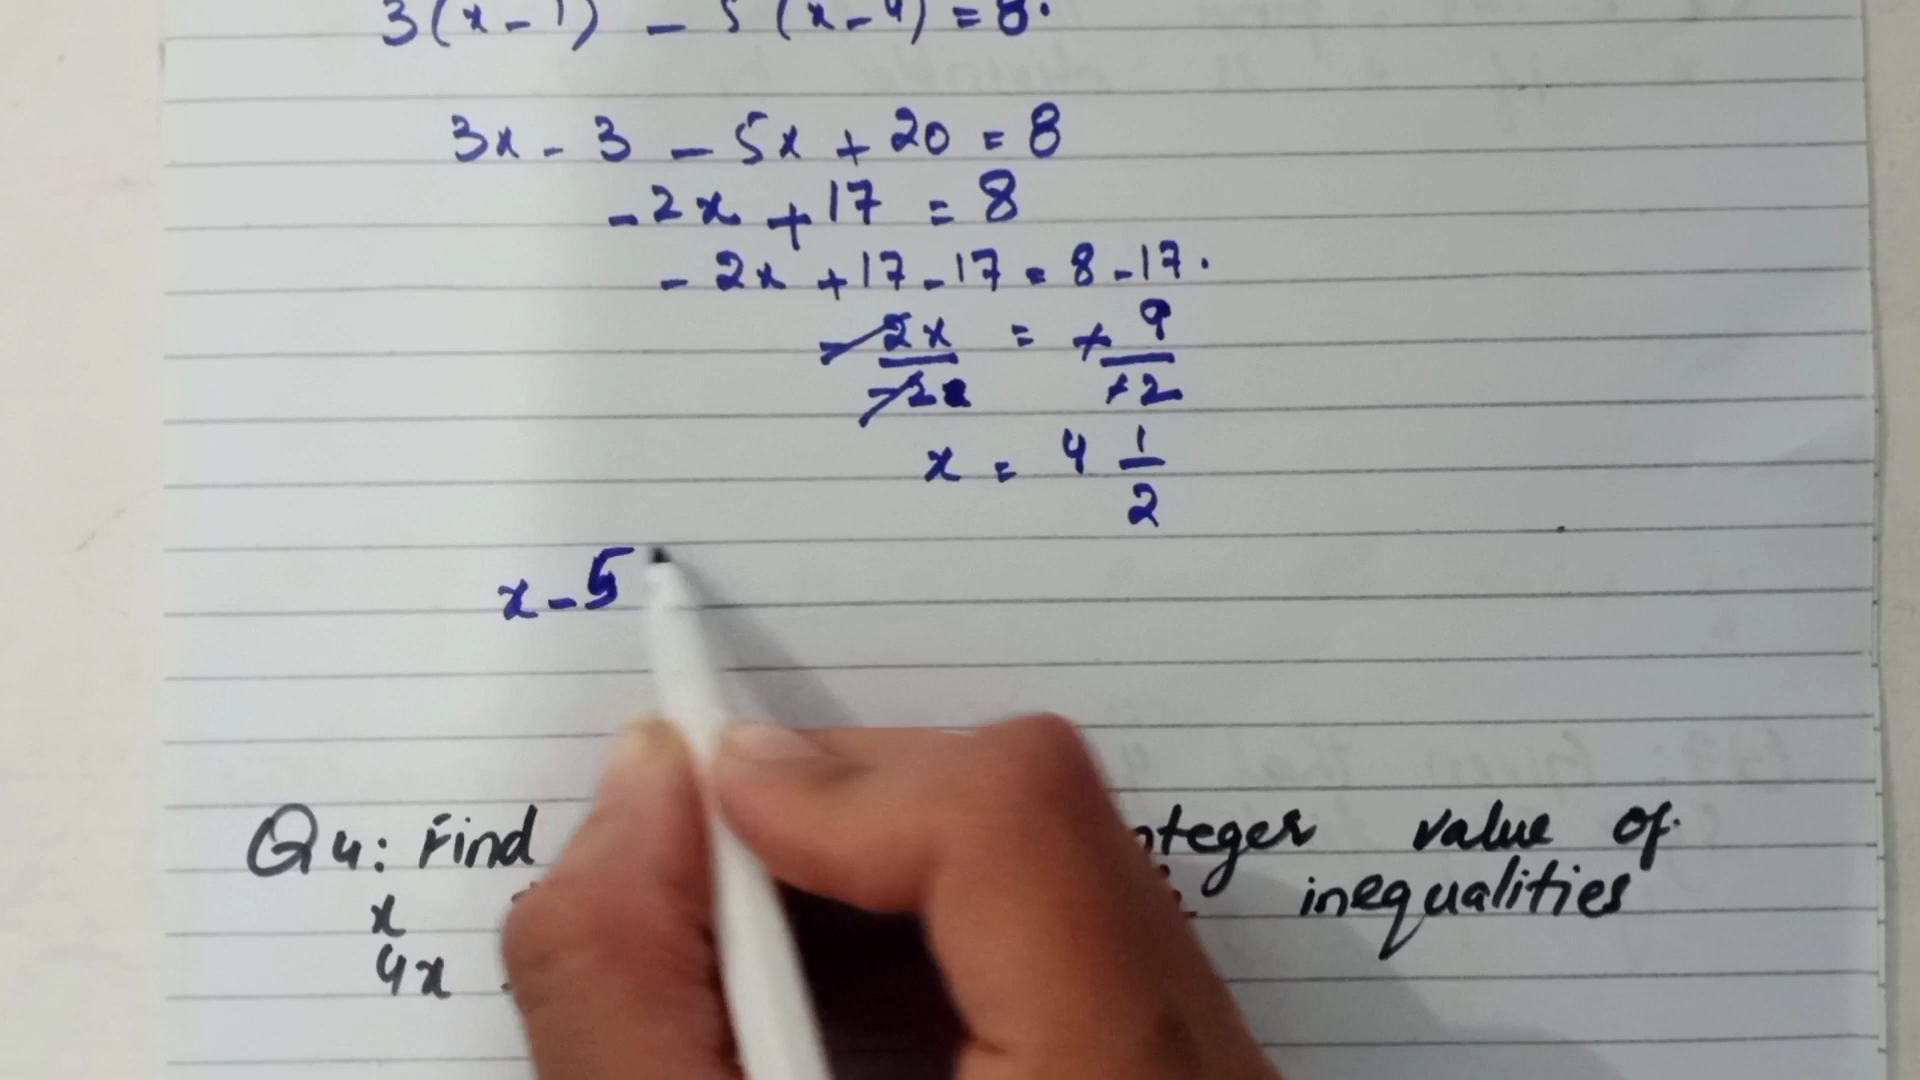 3(x-1) - 5(x-4) = 8.
3x - 3 - 5x + 20 = 8
-2x + 17 = 8
- 2x + 17 - 17 = 8 - 17.
-2x/-2 = +9/+2
x = 4 1/2
x - 5
Q4: Find nteger value of.
x inequalities
4x